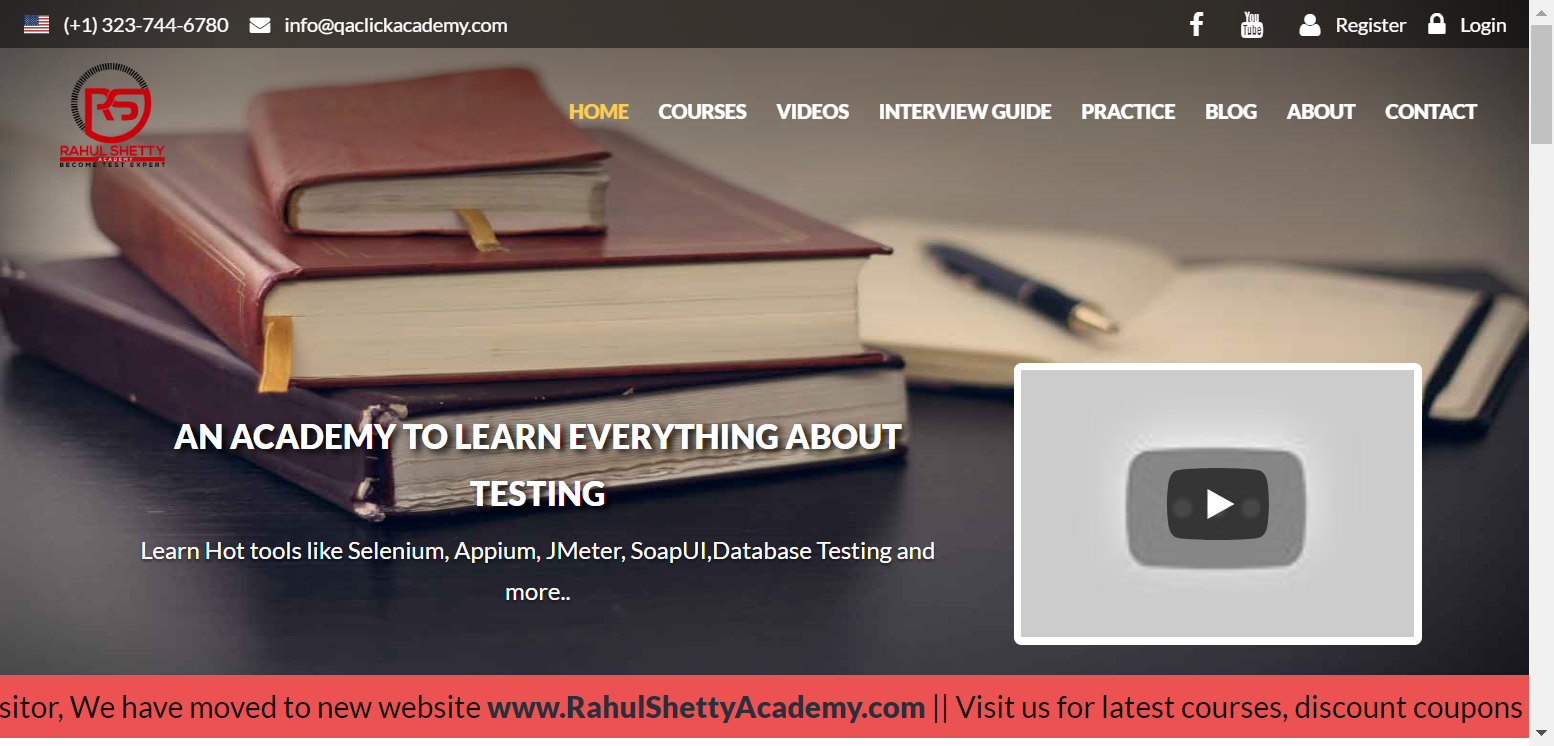 (+1) 323-744-6780 info@qaclickacademy.com You Tube Register Login
RS
RAHUL SHETTY
ACADEMY
BECOME TEST EXPERT
HOME COURSES VIDEOS INTERVIEW GUIDE PRACTICE BLOG ABOUT CONTACT
AN ACADEMY TO LEARN EVERYTHING ABOUT
TESTING
Learn Hot tools like Selenium, Appium, JMeter, SoapUI,Database Testing and
more..
sitor, We have moved to new website www.RahulShettyAcademy.com || Visit us for latest courses, discount coupons